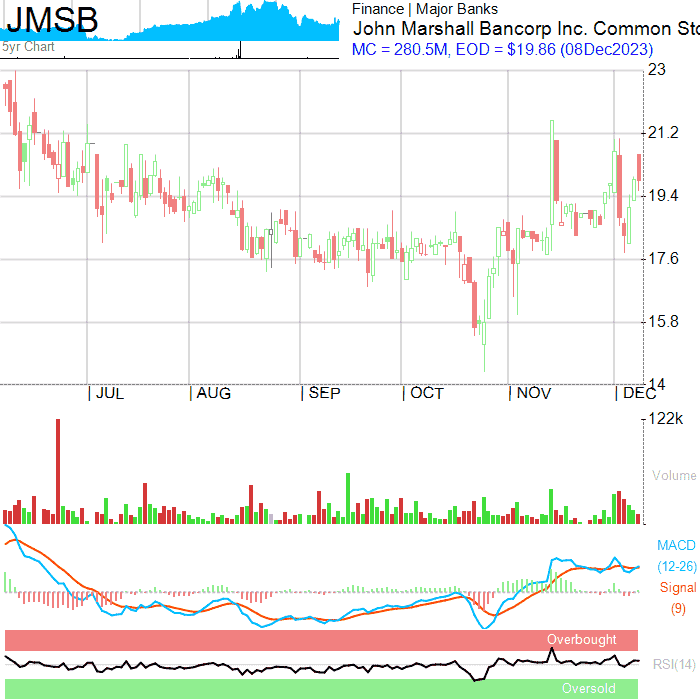 JMSB
5yr Chart
Finance | Major Banks
John Marshall Bancorp Inc. Common Sto
MC = 280.5M, EOD = $19.86 (08Dec2023)
23
21.2
19.4
17.6
15.8
14
JUL AUG SEP OCT NOV DEC
122k
Volume
MACD
(12-26)
Signal
(9)
Overbought
RSI(14)
Oversold